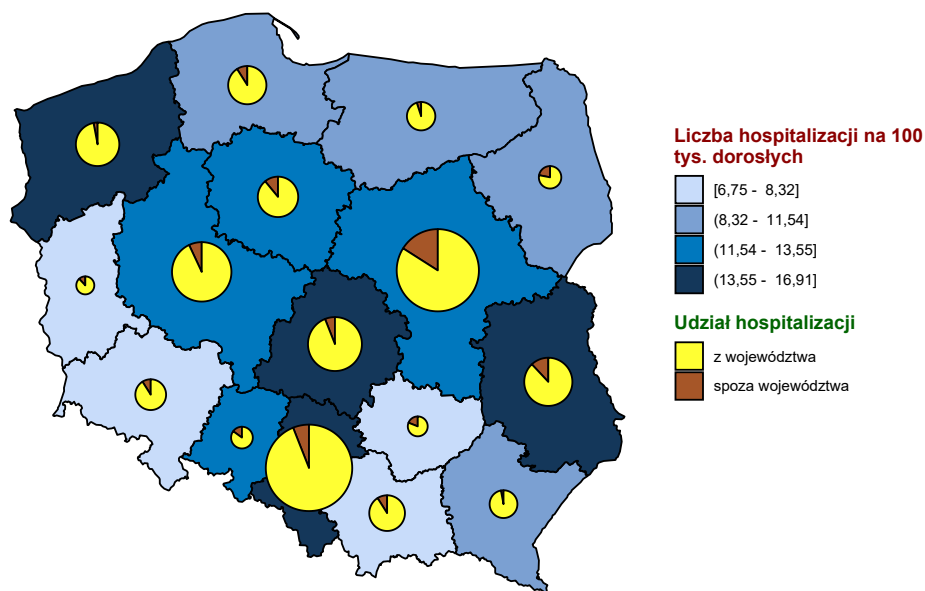 Liczba hospitalizacji na 100
tys. dorosłych
[6,75 - 8,32]
(8,32 - 11,54]
(11,54 - 13,55]
(13,55 - 16,91]
Udział hospitalizacji
z województwa
spoza województwa